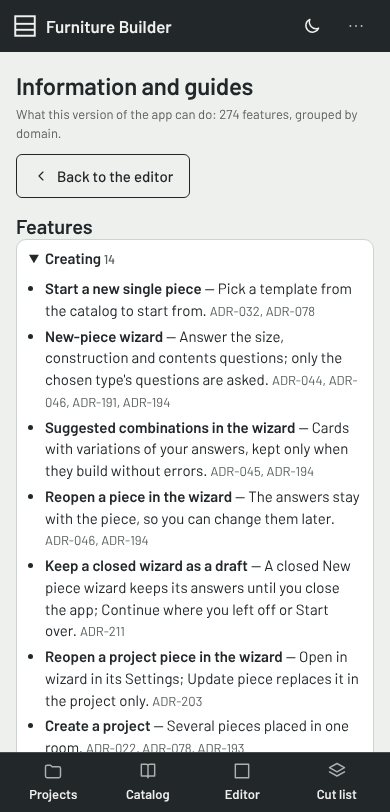 Furniture Builder
Information and guides
What this version of the app can do: 274 features, grouped by
domain.
Back to the editor
Features
▼ Creating 14
• Start a new single piece — Pick a template from
the catalog to start from. ADR-032, ADR-078
• New-piece wizard — Answer the size,
construction and contents questions; only the
chosen type's questions are asked. ADR-044, ADR-
046, ADR-191, ADR-194
• Suggested combinations in the wizard — Cards
with variations of your answers, kept only when
they build without errors. ADR-045, ADR-194
• Reopen a piece in the wizard — The answers stay
with the piece, so you can change them later.
ADR-046, ADR-194
• Keep a closed wizard as a draft — A closed New
piece wizard keeps its answers until you close
the app; Continue where you left off or Start
over. ADR-211
• Reopen a project piece in the wizard — Open in
wizard in its Settings; Update piece replaces it in
the project only. ADR-203
• Create a project — Several pieces placed in one
room. ADR-022, ADR-078, ADR-193
Projects Catalog Editor Cut list